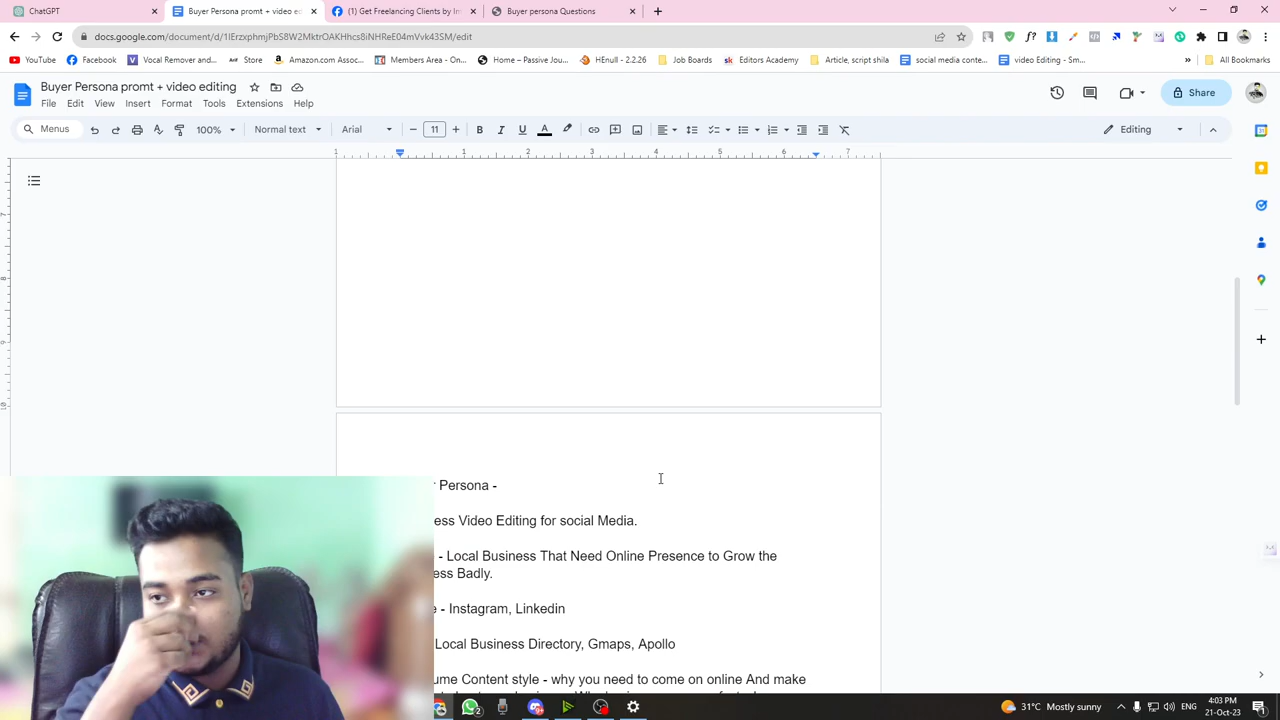 ChatGPT
Buyer Persona promt + video ed
(1) Get Freelancing Clients by Im
Buyer persona Questions
docs.google.com/document/d/1IErzxphmjPbS8W2MktrOAKHhcs8iNHReE04mVvk43SM/edit
YouTube
Facebook
Vocal Remover and...
Store
Amazon.com Assoc...
Members Area - On...
Home – Passive Jou...
HEnull - 2.2.26
Job Boards
Editors Academy
Article, script shila
social media conte...
video Editing - Sm...
All Bookmarks
Buyer Persona promt + video editing
File Edit View Insert Format Tools Extensions Help
Share
Menus
100%
Normal text
Arial
11
Editing
Persona -
ess Video Editing for social Media.
- Local Business That Need Online Presence to Grow the
ess Badly.
e - Instagram, Linkedin
Local Business Directory, Gmaps, Apollo
ume Content style - why you need to come on online And make
31°C Mostly sunny
4:03 PM
21-Oct-23